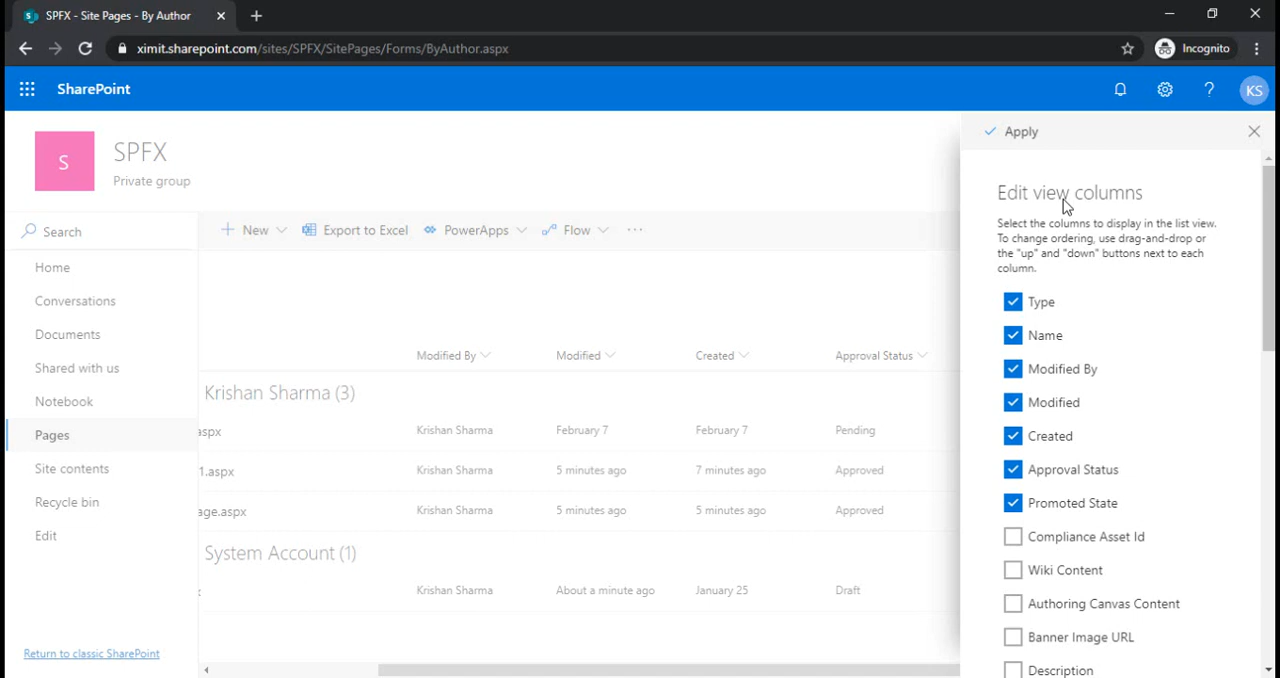 SPFX - Site Pages - By Author
ximit.sharepoint.com/sites/SPFX/SitePages/Forms/ByAuthor.aspx
Incognito
SharePoint
KS
S
SPFX
Private group
Search
New
Export to Excel
PowerApps
Flow
Home
Conversations
Documents
Shared with us
Notebook
Pages
Site contents
Recycle bin
Edit
Return to classic SharePoint
Modified By Modified Created Approval Status
Krishan Sharma (3)
aspx Krishan Sharma February 7 February 7 Pending
1.aspx Krishan Sharma 5 minutes ago 7 minutes ago Approved
age.aspx Krishan Sharma 5 minutes ago 5 minutes ago Approved
System Account (1)
Krishan Sharma About a minute ago January 25 Draft
Apply
Edit view columns
Select the columns to display in the list view.
To change ordering, use drag-and-drop or
the "up" and "down" buttons next to each
column.
Type
Name
Modified By
Modified
Created
Approval Status
Promoted State
Compliance Asset Id
Wiki Content
Authoring Canvas Content
Banner Image URL
Description